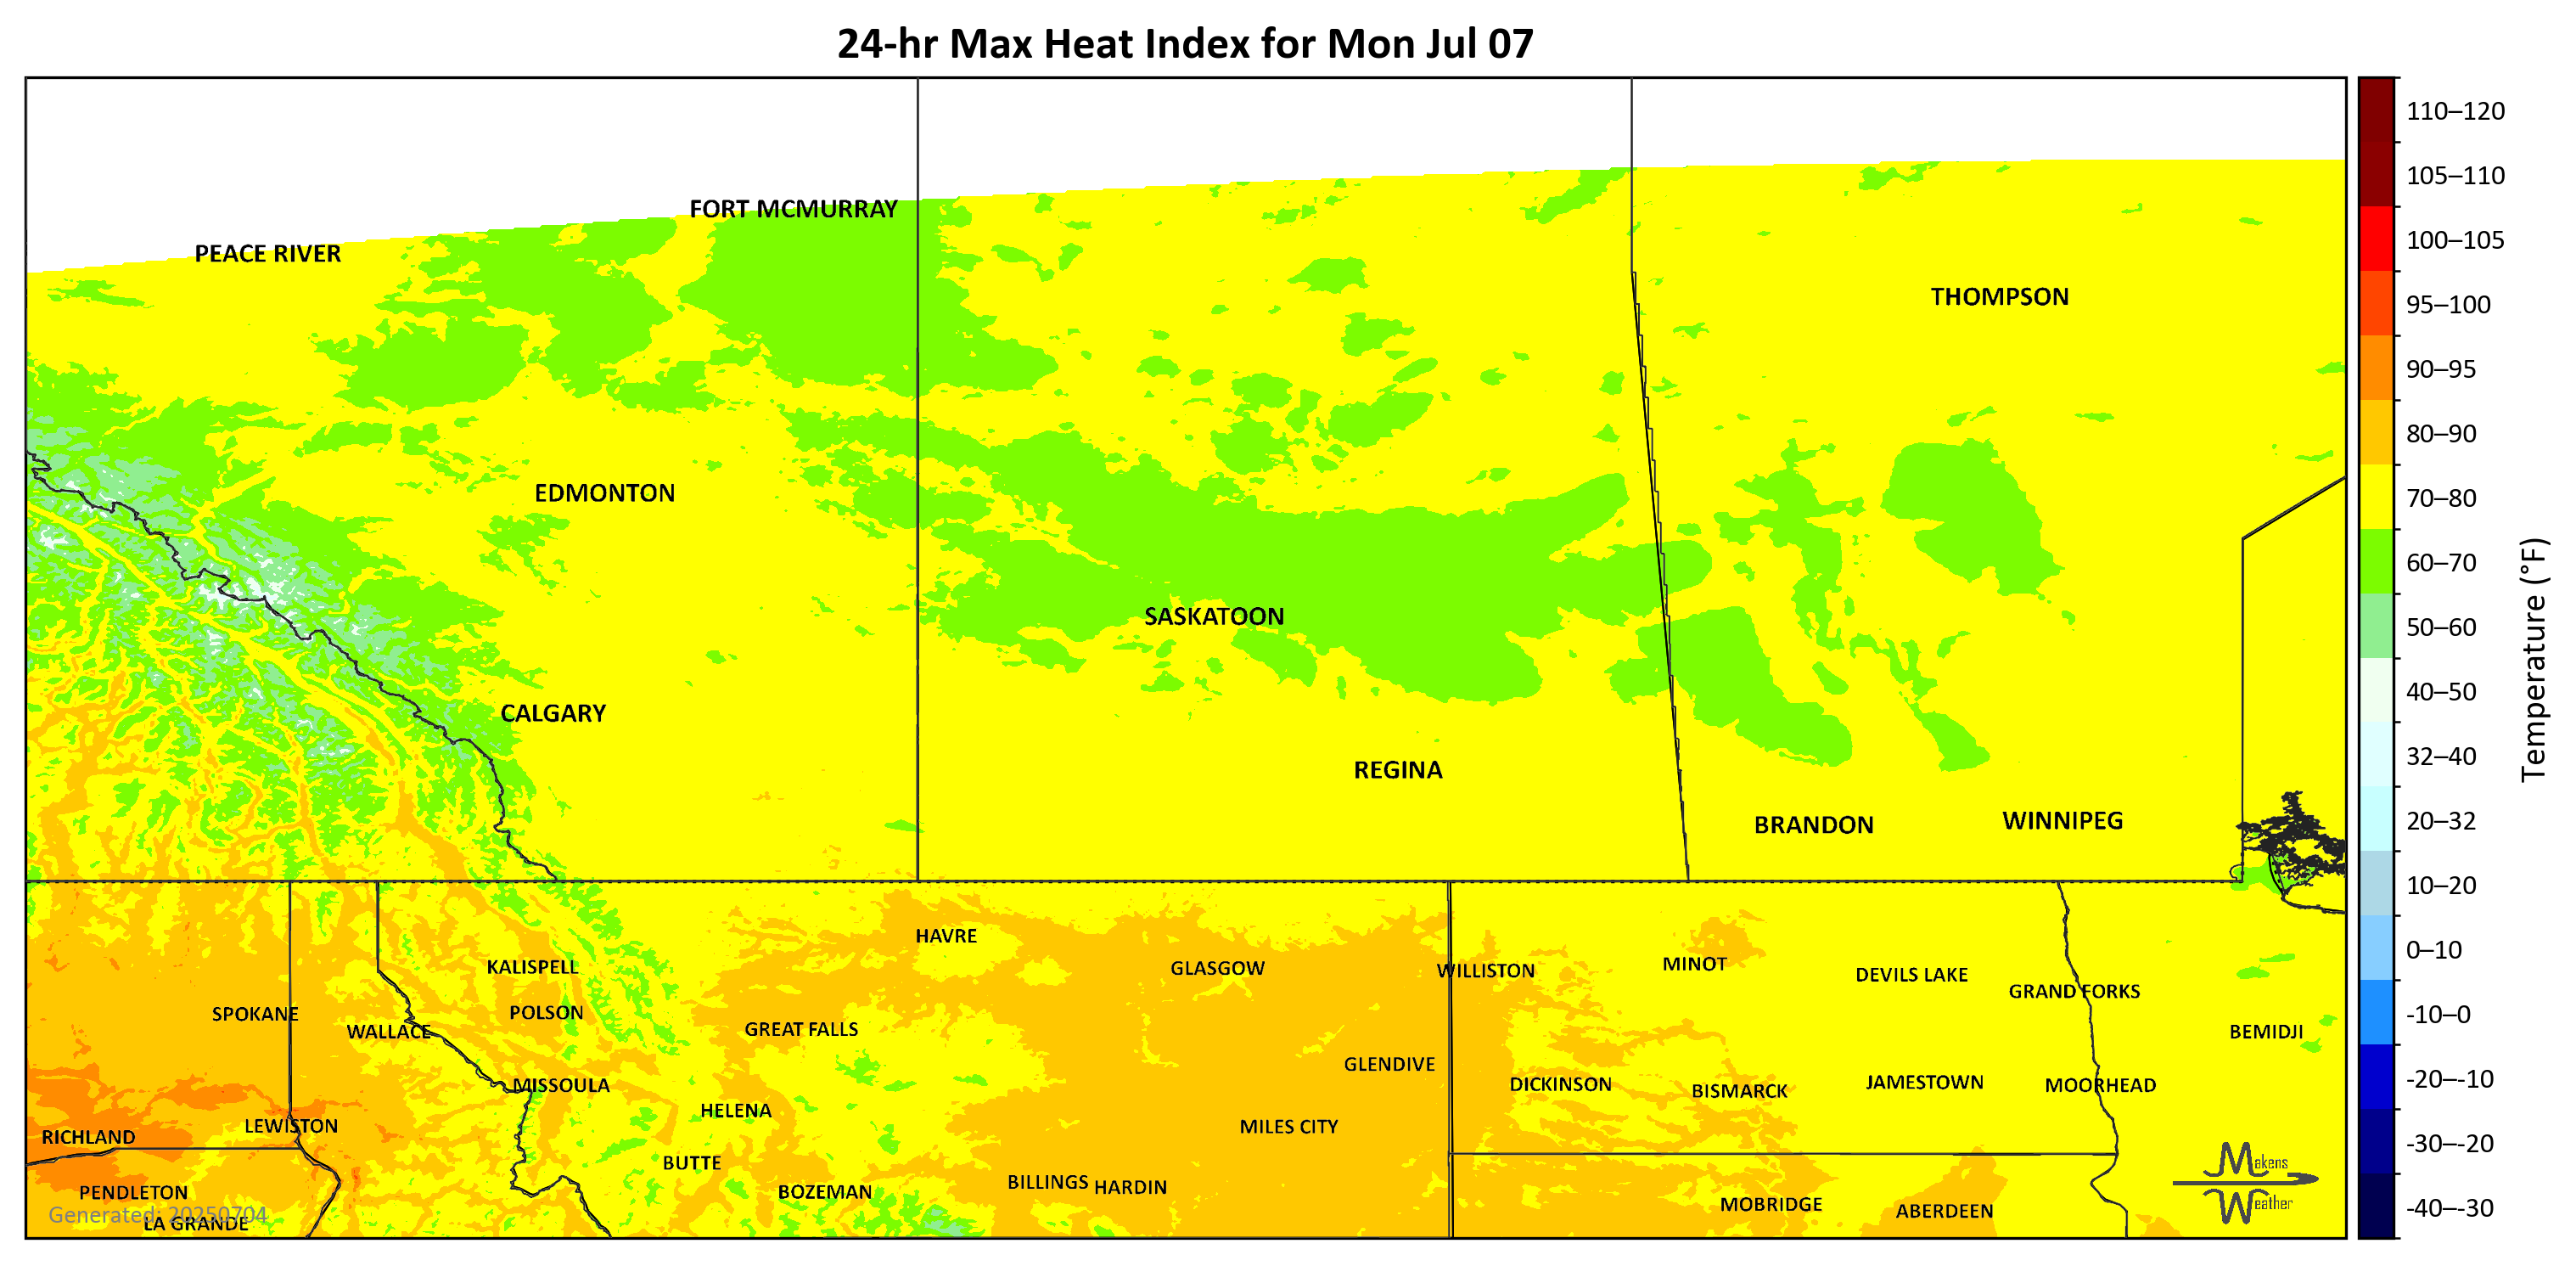 24-hr Max Heat Index for Mon Jul 07
FORT MCMURRAY
PEACE RIVER
THOMPSON
EDMONTON
SASKATOON
CALGARY
REGINA
BRANDON
WINNIPEG
HAVRE
KALISPELL
GLASGOW
WILLISTON
MINOT
DEVILS LAKE
GRAND FORKS
SPOKANE
POLSON
WALLACE
GREAT FALLS
BEMIDJI
GLENDIVE
MISSOULA
DICKINSON
BISMARCK
JAMESTOWN
MOORHEAD
HELENA
LEWISTON
MILES CITY
RICHLAND
BUTTE
PENDLETON
BOZEMAN
BILLINGS
HARDIN
MOBRIDGE
ABERDEEN
LA GRANDE
Generated: 20250704
Makens
Weather
110–120
105–110
100–105
95–100
90–95
80–90
70–80
60–70
50–60
40–50
32–40
20–32
10–20
0–10
-10–0
-20–-10
-30–-20
-40–-30
Temperature (°F)